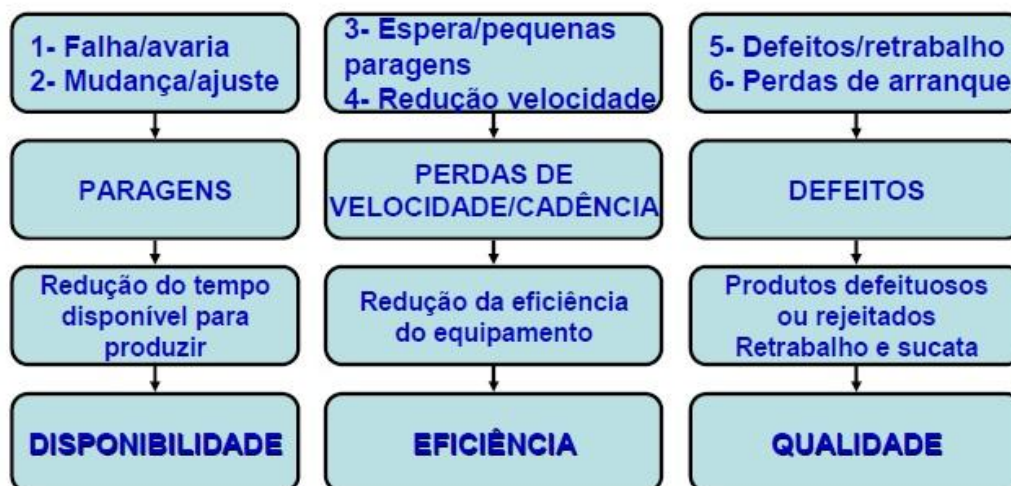 1- Falha/avaria
2- Mudança/ajuste
PARAGENS
Redução do tempo
disponível para
produzir
DISPONIBILIDADE
3- Espera/pequenas
paragens
4- Redução velocidade
PERDAS DE
VELOCIDADE/CADÊNCIA
Redução da eficiência
do equipamento
EFICIÊNCIA
5- Defeitos/retrabalho
6- Perdas de arranque
DEFEITOS
Produtos defeituosos
ou rejeitados
Retrabalho e sucata
QUALIDADE